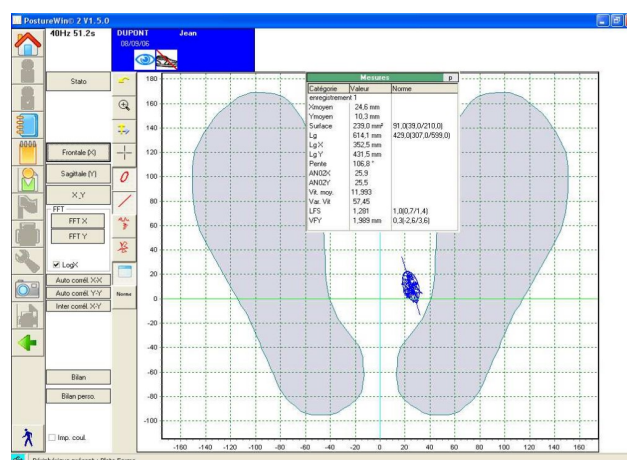 PostureWin© 2 V1.5.0
40Hz 51.2s
DUPONT Jean
08/09/06
Stato
Frontale (X)
Sagittale (Y)
X,Y
FFT
FFT X
FFT Y
LogX
Auto corrél. X-X
Auto corrél. Y-Y
Inter corrél. X-Y
Bilan
Bilan perso.
Imp. coul.
Norme
Mesures p
Catégorie Valeur Norme
enregistrement 1
Xmoyen 24,6 mm
Ymoyen 10,3 mm
Surface 239,0 mm² 91,0(39,0/210,0)
Lg 614,1 mm 429,0(307,0/599,0)
Lg X 352,5 mm
Lg Y 431,5 mm
Pente 106,8 °
AN02X 25,9
AN02Y 25,5
Vit. moy. 11,993
Var. Vit 57,45
LFS 1,281 1,0(0,7/1,4)
VFY 1,989 mm 0,3(-2,6/3,6)
180
160
140
120
100
80
60
40
20
0
-20
-40
-60
-80
-100
-160 -140 -120 -100 -80 -60 -40 -20 0 20 40 60 80 100 120 140 160